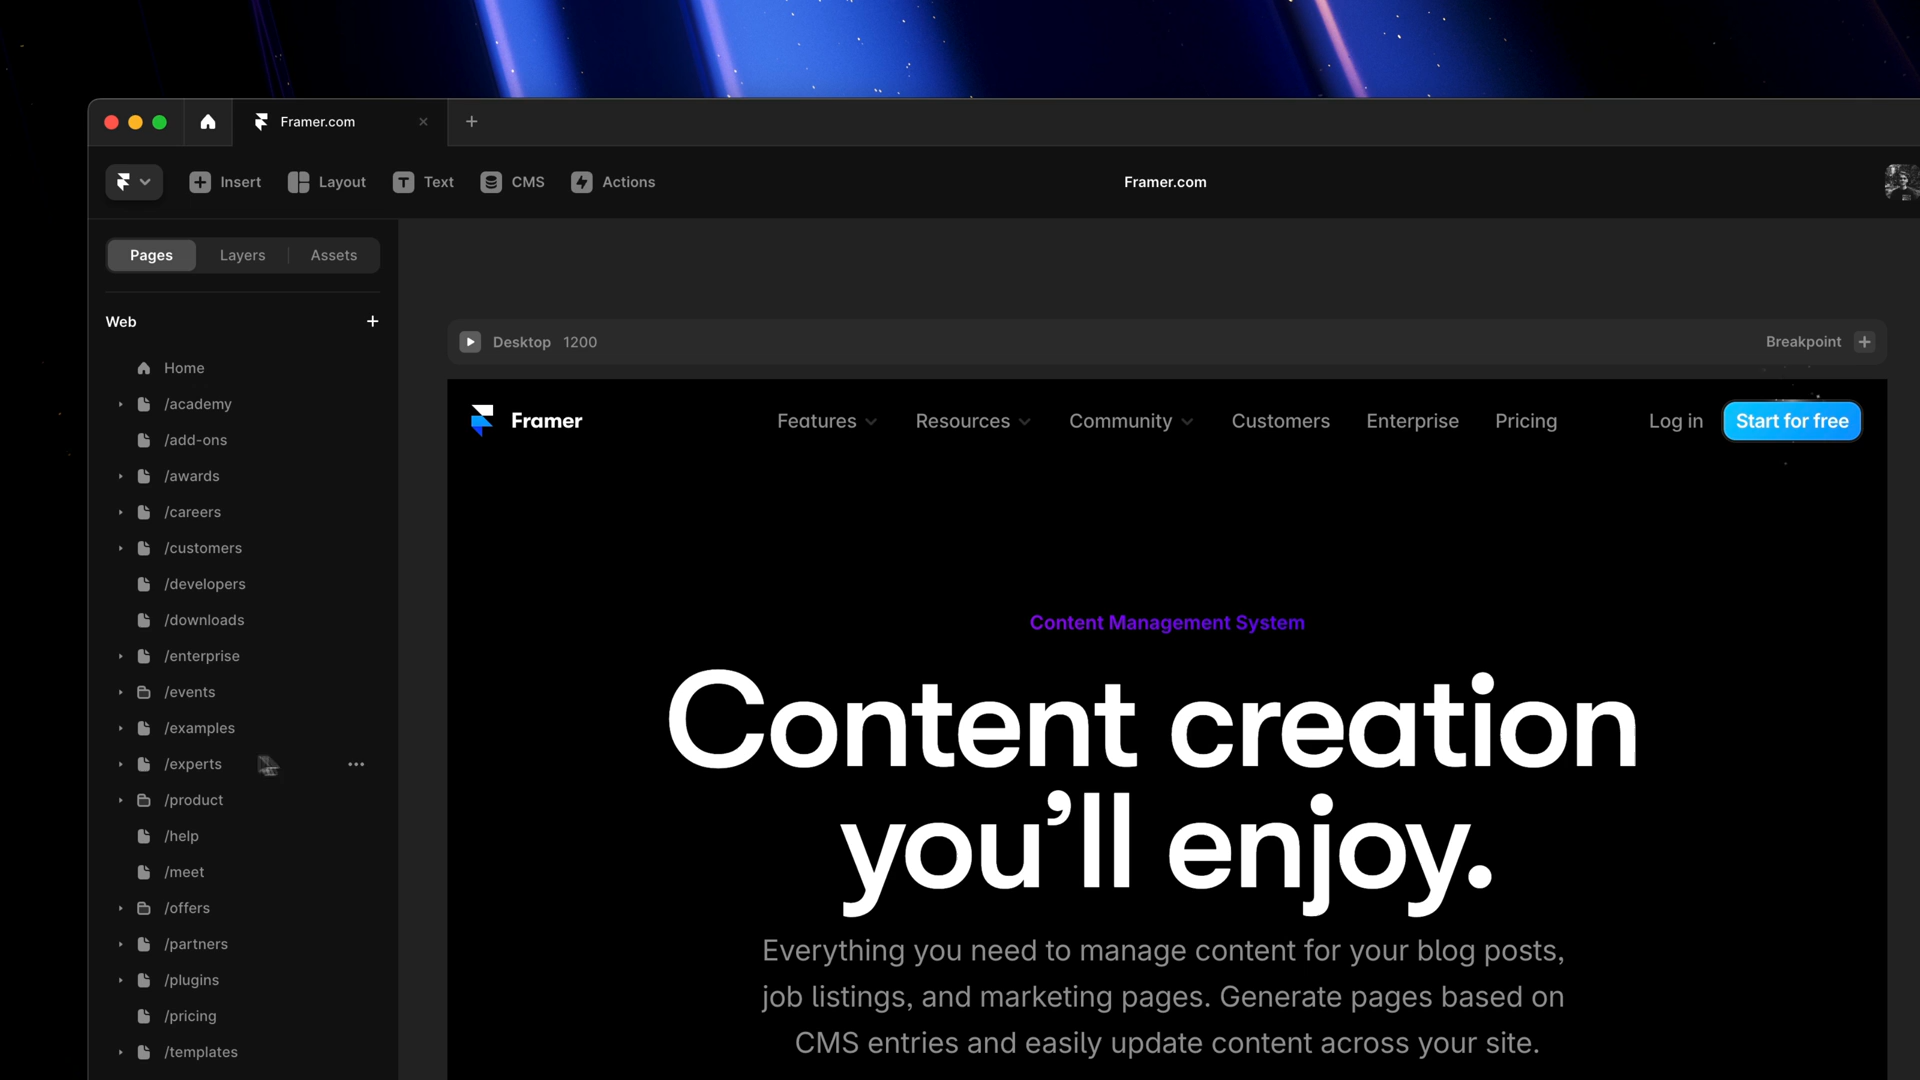 Framer.com
Insert
Layout
Text
CMS
Actions
Framer.com
Pages
Layers
Assets
Web
Home
/academy
/add-ons
/awards
/careers
/customers
/developers
/downloads
/enterprise
/events
/examples
/experts
/product
/help
/meet
/offers
/partners
/plugins
/pricing
/templates
Desktop 1200
Breakpoint
Framer
Features
Resources
Community
Customers
Enterprise
Pricing
Log in
Start for free
Content Management System
Content creation
you’ll enjoy.
Everything you need to manage content for your blog posts,
job listings, and marketing pages. Generate pages based on
CMS entries and easily update content across your site.